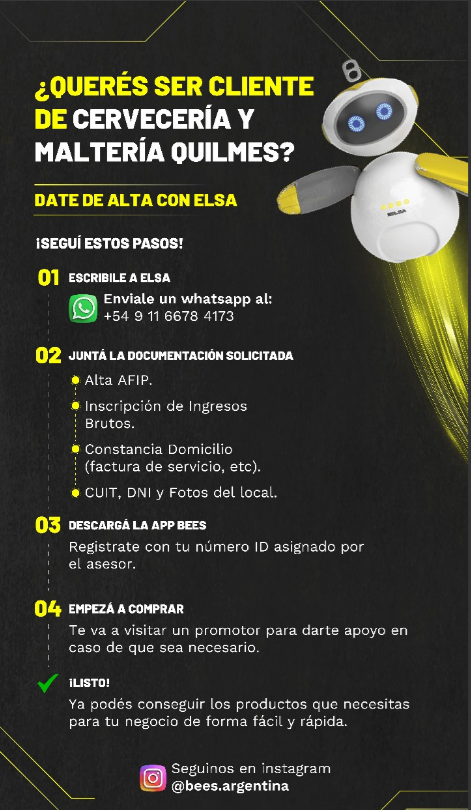 ¿QUERÉS SER CLIENTE
DE CERVECERÍA Y
MALTERÍA QUILMES?
DATE DE ALTA CON ELSA
¡SEGUÍ ESTOS PASOS!
01 ESCRIBILE A ELSA
Enviale un whatsapp al:
+54 9 11 6678 4173
02 JUNTÁ LA DOCUMENTACIÓN SOLICITADA
Alta AFIP.
Inscripción de Ingresos
Brutos.
Constancia Domicilio
(factura de servicio, etc).
CUIT, DNI y Fotos del local.
03 DESCARGÁ LA APP BEES
Registrate con tu número ID asignado por
el asesor.
04 EMPEZÁ A COMPRAR
Te va a visitar un promotor para darte apoyo en
caso de que sea necesario.
¡LISTO!
Ya podés conseguir los productos que necesitas
para tu negocio de forma fácil y rápida.
Seguinos en instagram
@bees.argentina
ELSA